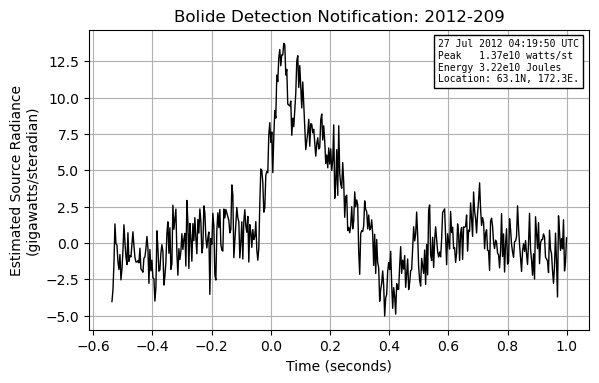 Bolide Detection Notification: 2012-209
27 Jul 2012 04:19:50 UTC
Peak   1.37e10 watts/st
Energy 3.22e10 Joules
Location: 63.1N, 172.3E.
Estimated Source Radiance
(gigawatts/steradian)
12.5
10.0
7.5
5.0
2.5
0.0
−2.5
−5.0
−0.6 −0.4 −0.2 0.0 0.2 0.4 0.6 0.8 1.0
Time (seconds)